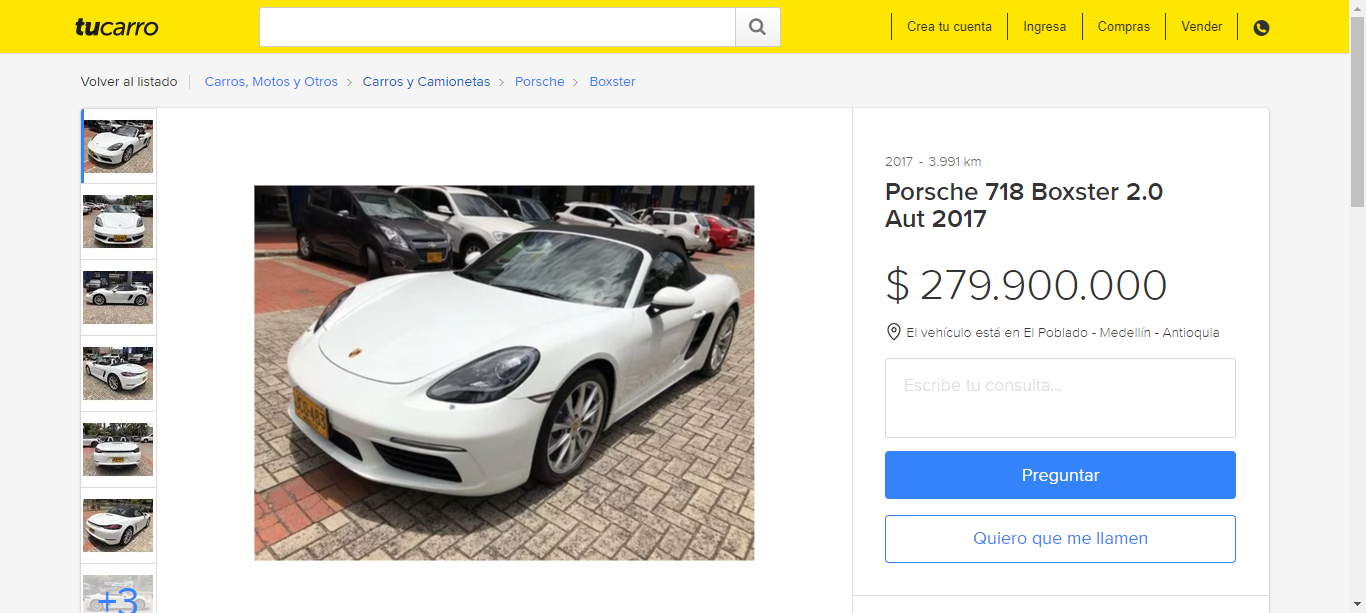 tucarro
Crea tu cuenta
Ingresa
Compras
Vender
Volver al listado
Carros, Motos y Otros
Carros y Camionetas
Porsche
Boxster
2017 - 3.991 km
Porsche 718 Boxster 2.0
Aut 2017
$ 279.900.000
El vehículo está en El Poblado - Medellín - Antioquia
Escribe tu consulta...
Preguntar
Quiero que me llamen
+3